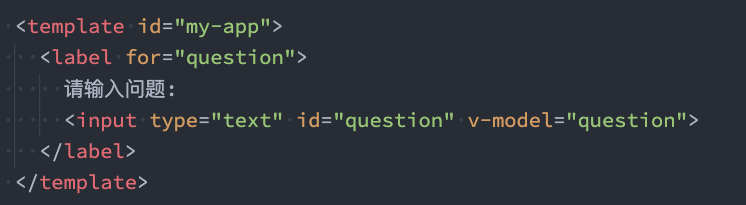 <template id="my-app">
<label for="question">
请输入问题:
<input type="text" id="question" v-model="question">
</label>
</template>